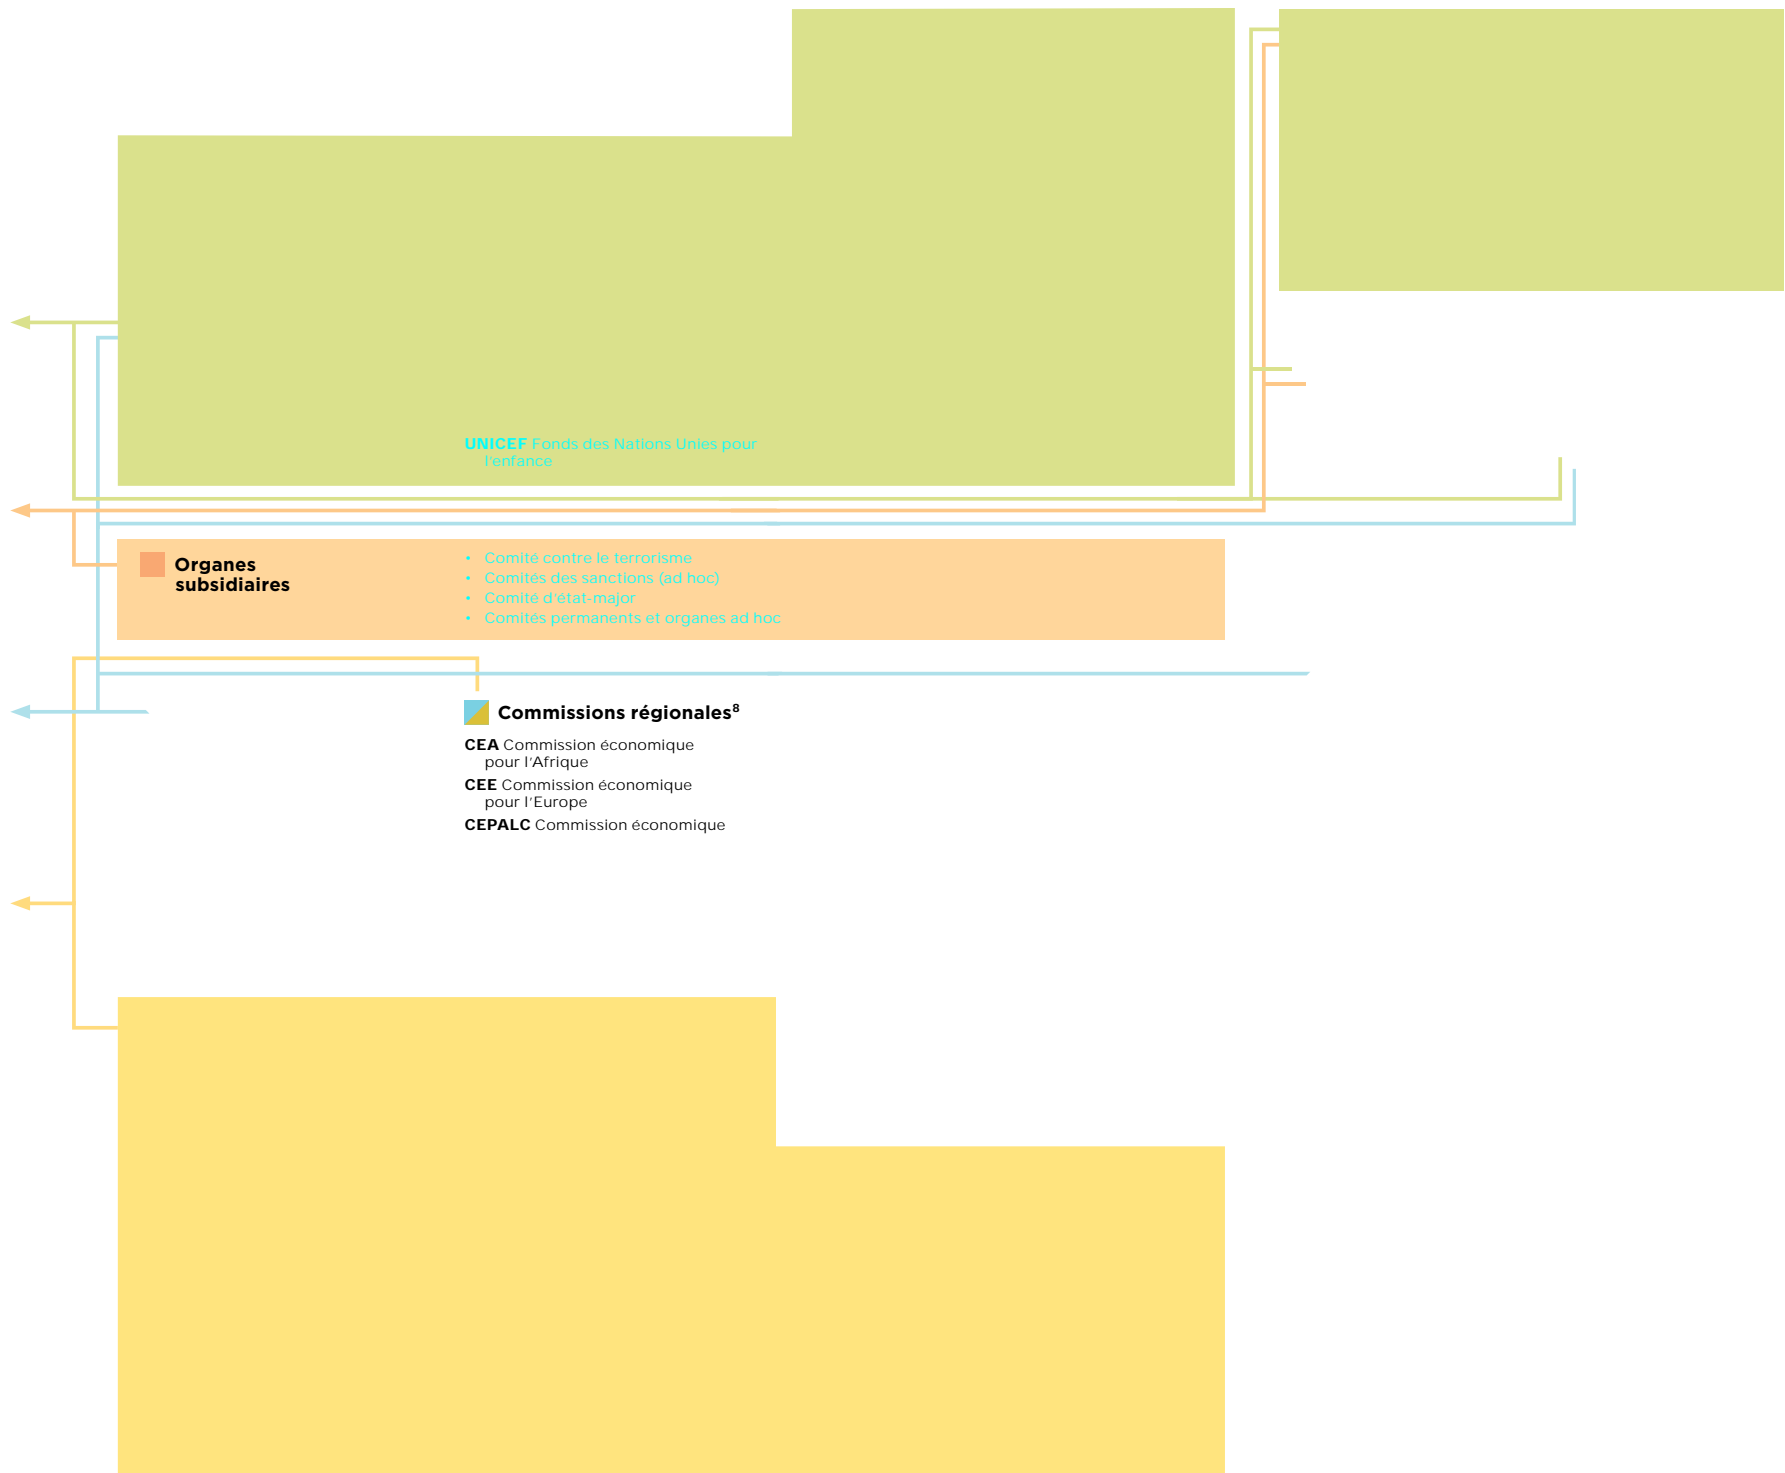 UNICEF Fonds des Nations Unies pour
l'enfance
Organes
subsidiaires
• Comité contre le terrorisme
• Comités des sanctions (ad hoc)
• Comité d'état-major
• Comités permanents et organes ad hoc
Commissions régionales⁸
CEA Commission économique
pour l'Afrique
CEE Commission économique
pour l'Europe
CEPALC Commission économique